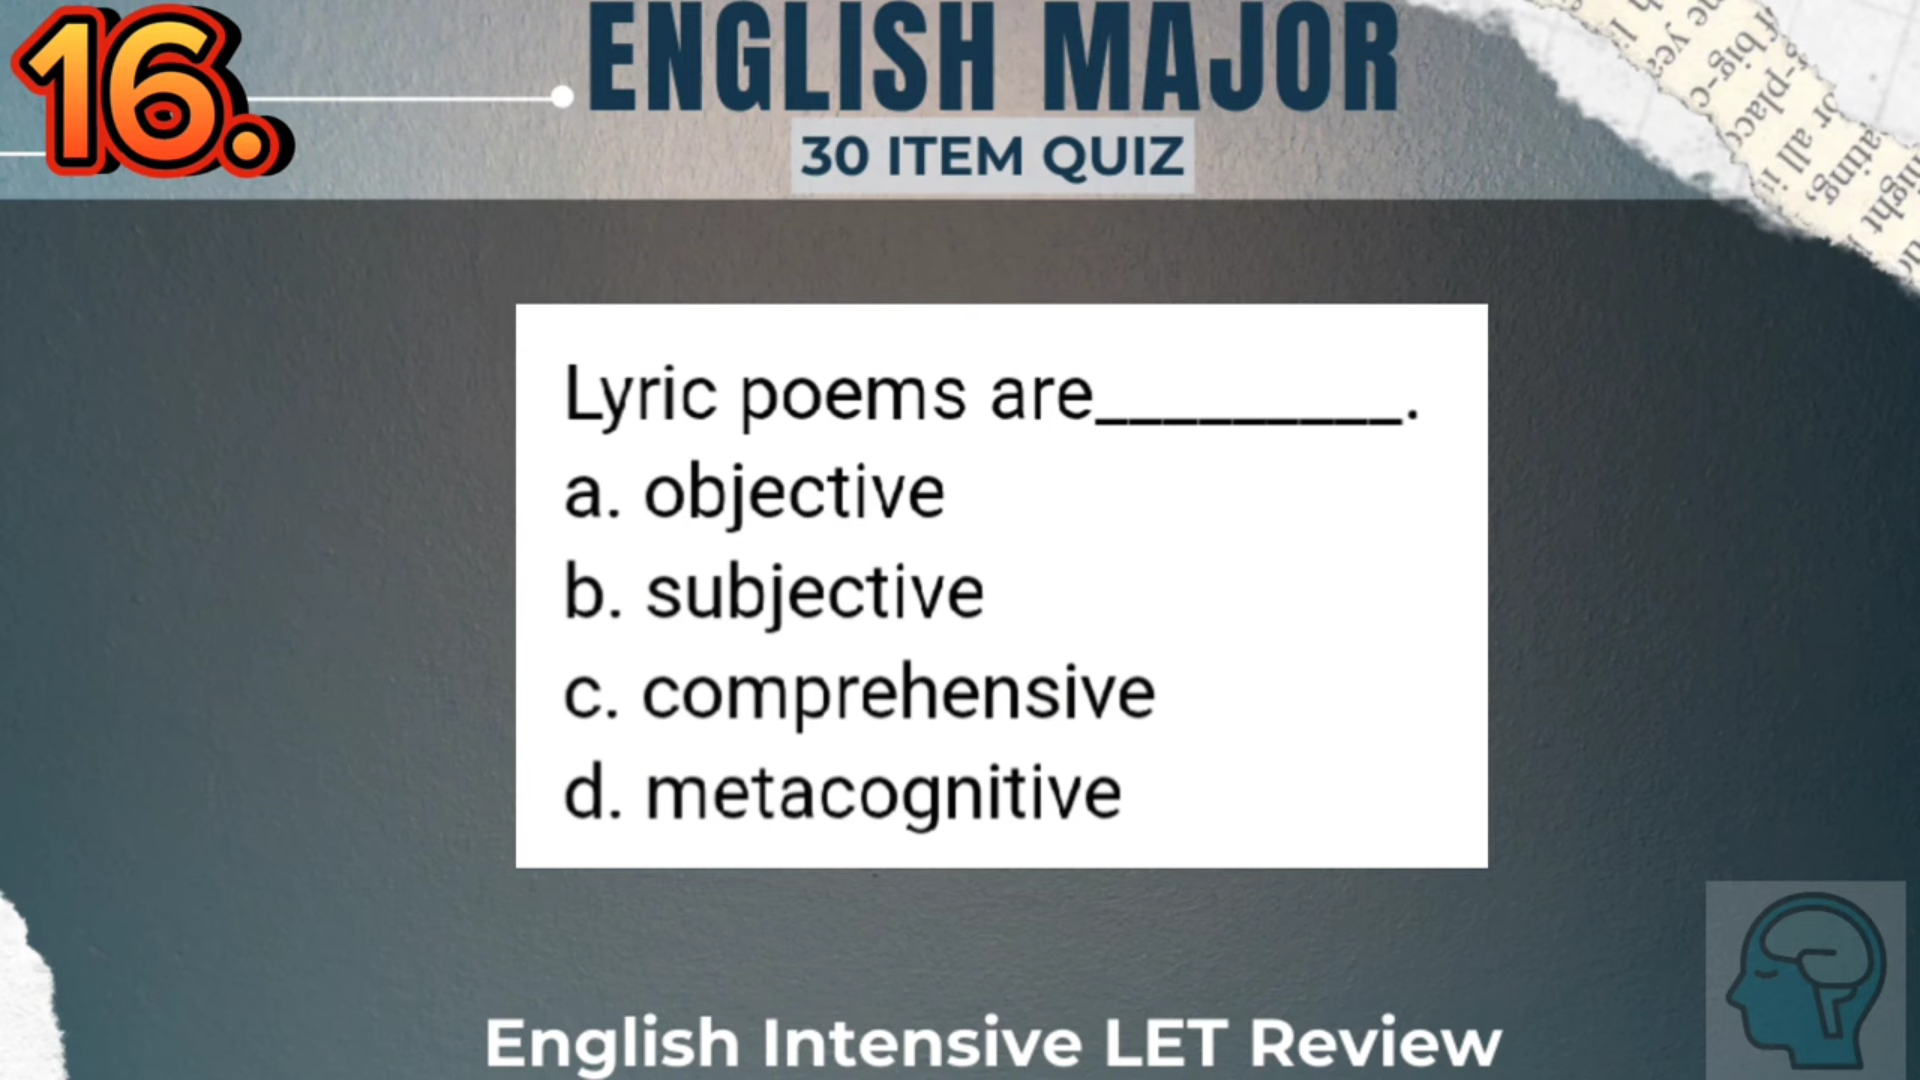 16.
ENGLISH MAJOR
30 ITEM QUIZ
Lyric poems are_________.
a. objective
b. subjective
c. comprehensive
d. metacognitive
English Intensive LET Review